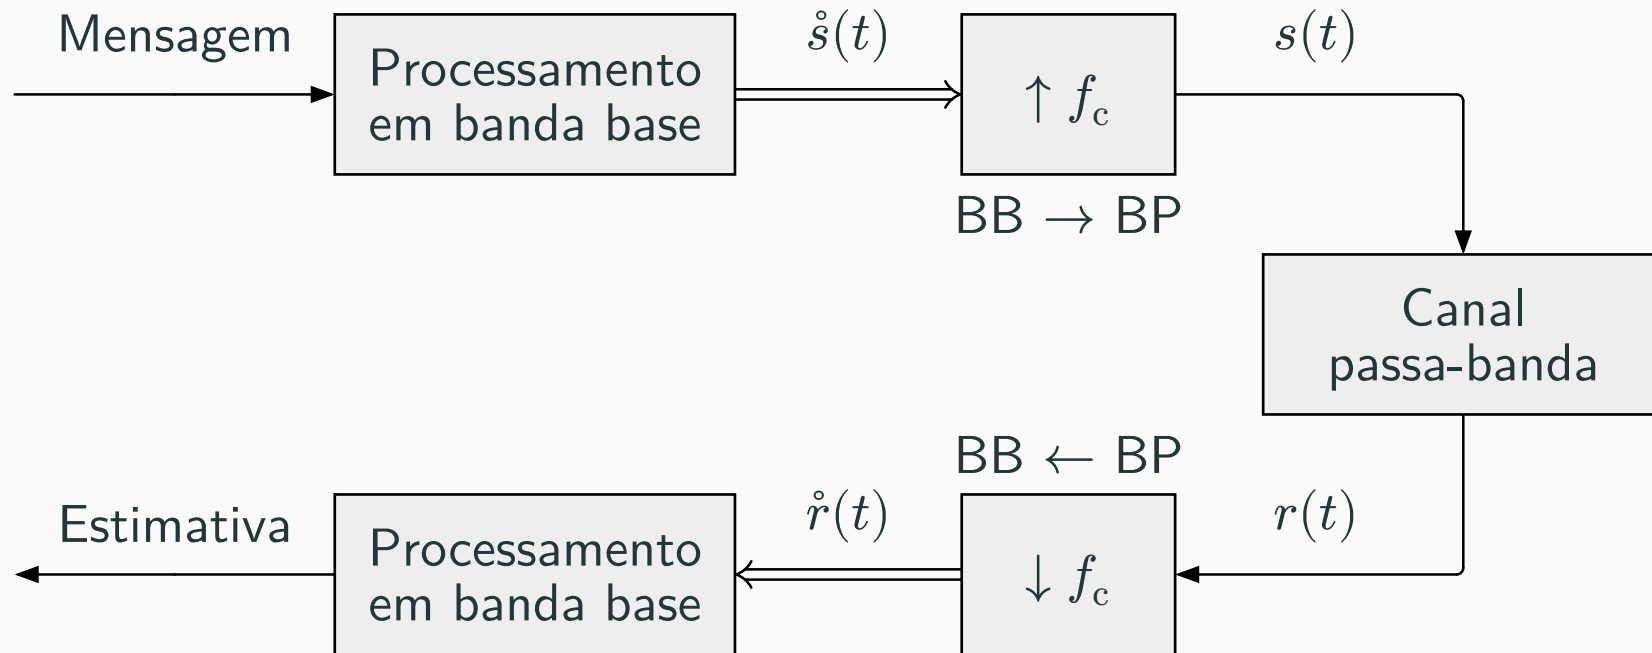 Mensagem
Processamento
em banda base
s̊(t)
↑ f_c
BB → BP
s(t)
Canal
passa-banda
r(t)
BB ← BP
↓ f_c
r̊(t)
Processamento
em banda base
Estimativa